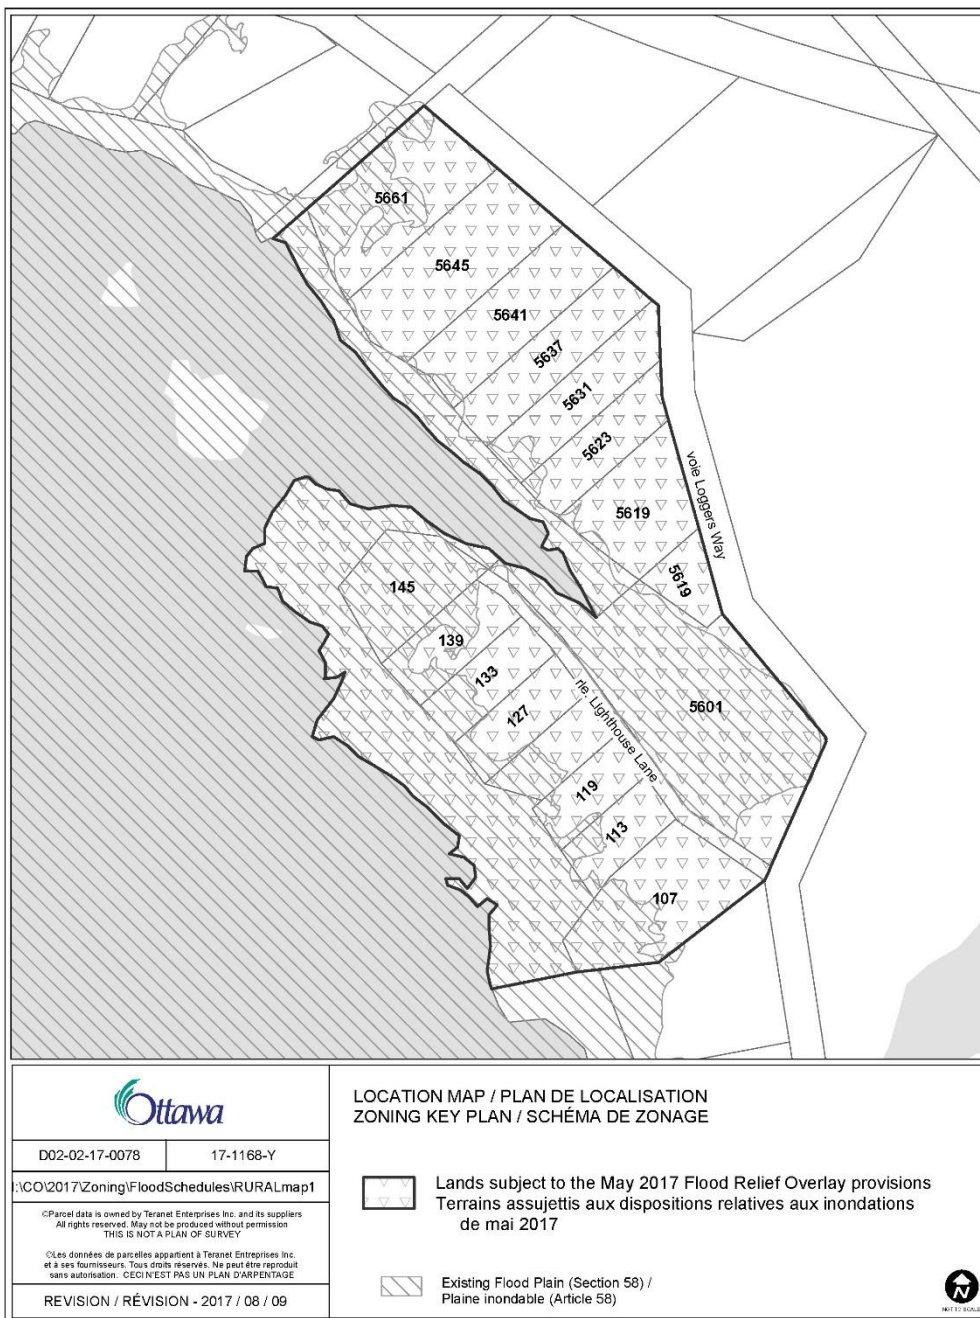 5661
5645
5641
5637
5631
5623
5619
voie Loggers Way
5619
145
139
133
5601
127
rle. Lighthouse Lane
119
113
107
Ottawa
D02-02-17-0078
17-1168-Y
I:\CO\2017\Zoning\FloodSchedules\RURALmap1
©Parcel data is owned by Teranet Enterprises Inc. and its suppliers
All rights reserved. May not be produced without permission
THIS IS NOT A PLAN OF SURVEY
©Les données de parcelles appartient à Teranet Entreprises Inc.
et à ses fournisseurs. Tous droits réservés. Ne peut être reproduit
sans autorisation. CECI N'EST PAS UN PLAN D'ARPENTAGE
REVISION / RÉVISION - 2017 / 08 / 09
LOCATION MAP / PLAN DE LOCALISATION
ZONING KEY PLAN / SCHÉMA DE ZONAGE
Lands subject to the May 2017 Flood Relief Overlay provisions
Terrains assujettis aux dispositions relatives aux inondations
de mai 2017
Existing Flood Plain (Section 58) /
Plaine inondable (Article 58)
N
NOT TO SCALE